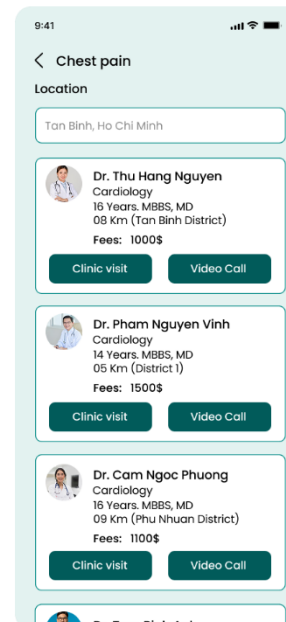 9:41
Chest pain
Location
Tan Binh, Ho Chi Minh
Dr. Thu Hang Nguyen
Cardiology
16 Years. MBBS, MD
08 Km (Tan Binh District)
Fees: 1000$
Clinic visit Video Call
Dr. Pham Nguyen Vinh
Cardiology
14 Years. MBBS, MD
05 Km (District 1)
Fees: 1500$
Clinic visit Video Call
Dr. Cam Ngoc Phuong
Cardiology
16 Years. MBBS, MD
09 Km (Phu Nhuan District)
Fees: 1100$
Clinic visit Video Call